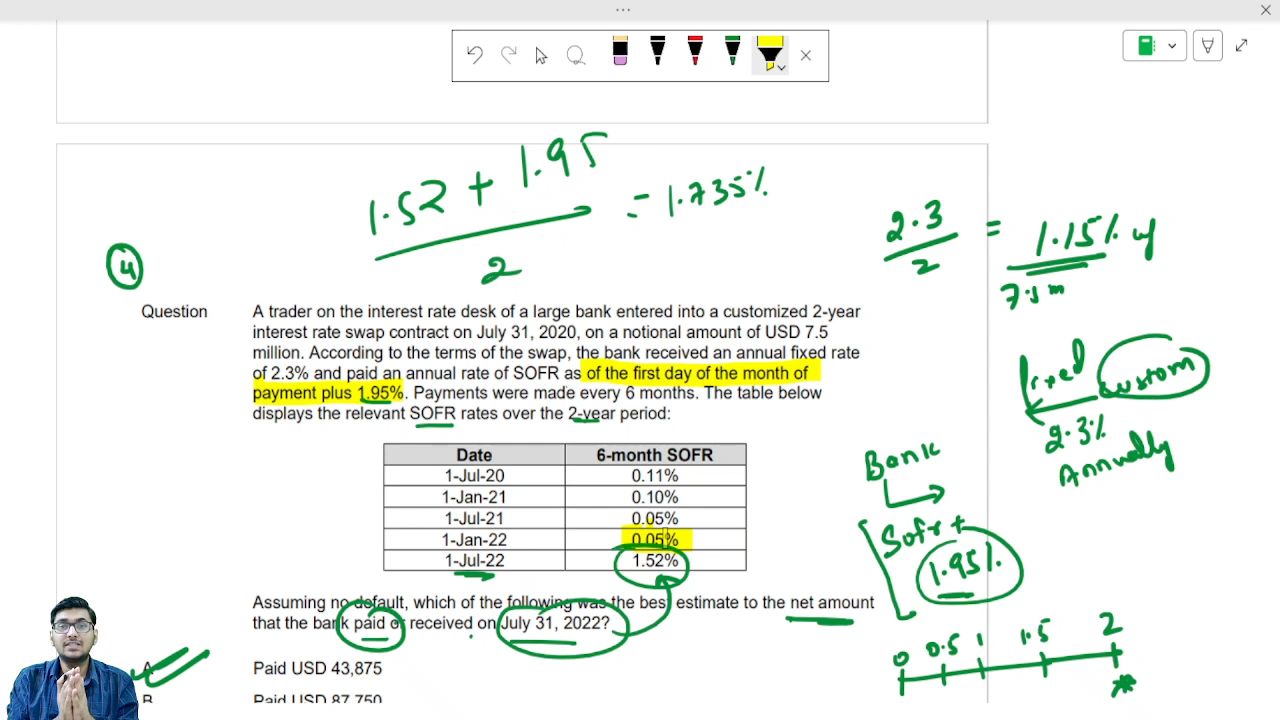 1.52 + 1.95
2
= 1.735%
2.3
2
= 1.15% of
7.5 m
4
Question
A trader on the interest rate desk of a large bank entered into a customized 2-year
interest rate swap contract on July 31, 2020, on a notional amount of USD 7.5
million. According to the terms of the swap, the bank received an annual fixed rate
of 2.3% and paid an annual rate of SOFR as of the first day of the month of
payment plus 1.95%. Payments were made every 6 months. The table below
displays the relevant SOFR rates over the 2-year period:
Date 6-month SOFR
1-Jul-20 0.11%
1-Jan-21 0.10%
1-Jul-21 0.05%
1-Jan-22 0.05%
1-Jul-22 1.52%
Assuming no default, which of the following was the best estimate to the net amount
that the bank paid or received on July 31, 2022?
A Paid USD 43,875
B Paid USD 87,750
fixed custom
2.3%
Annually
Bank
Sofr +
1.95%
0 0.5 1 1.5 2